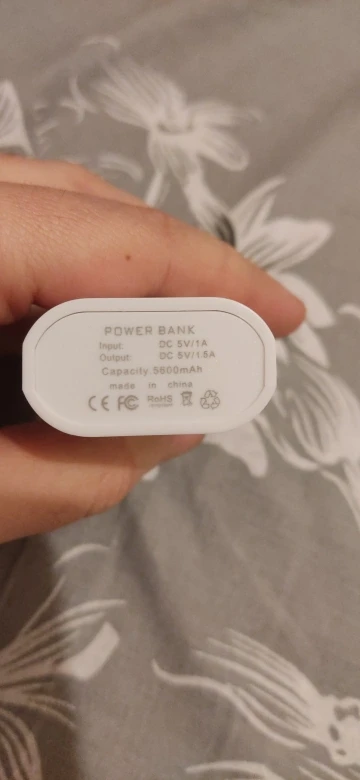 POWER BANK
Input: DC 5V/1A
Output: DC 5V/1.5A
Capacity:5600mAh
made in china
CE FC RoHS